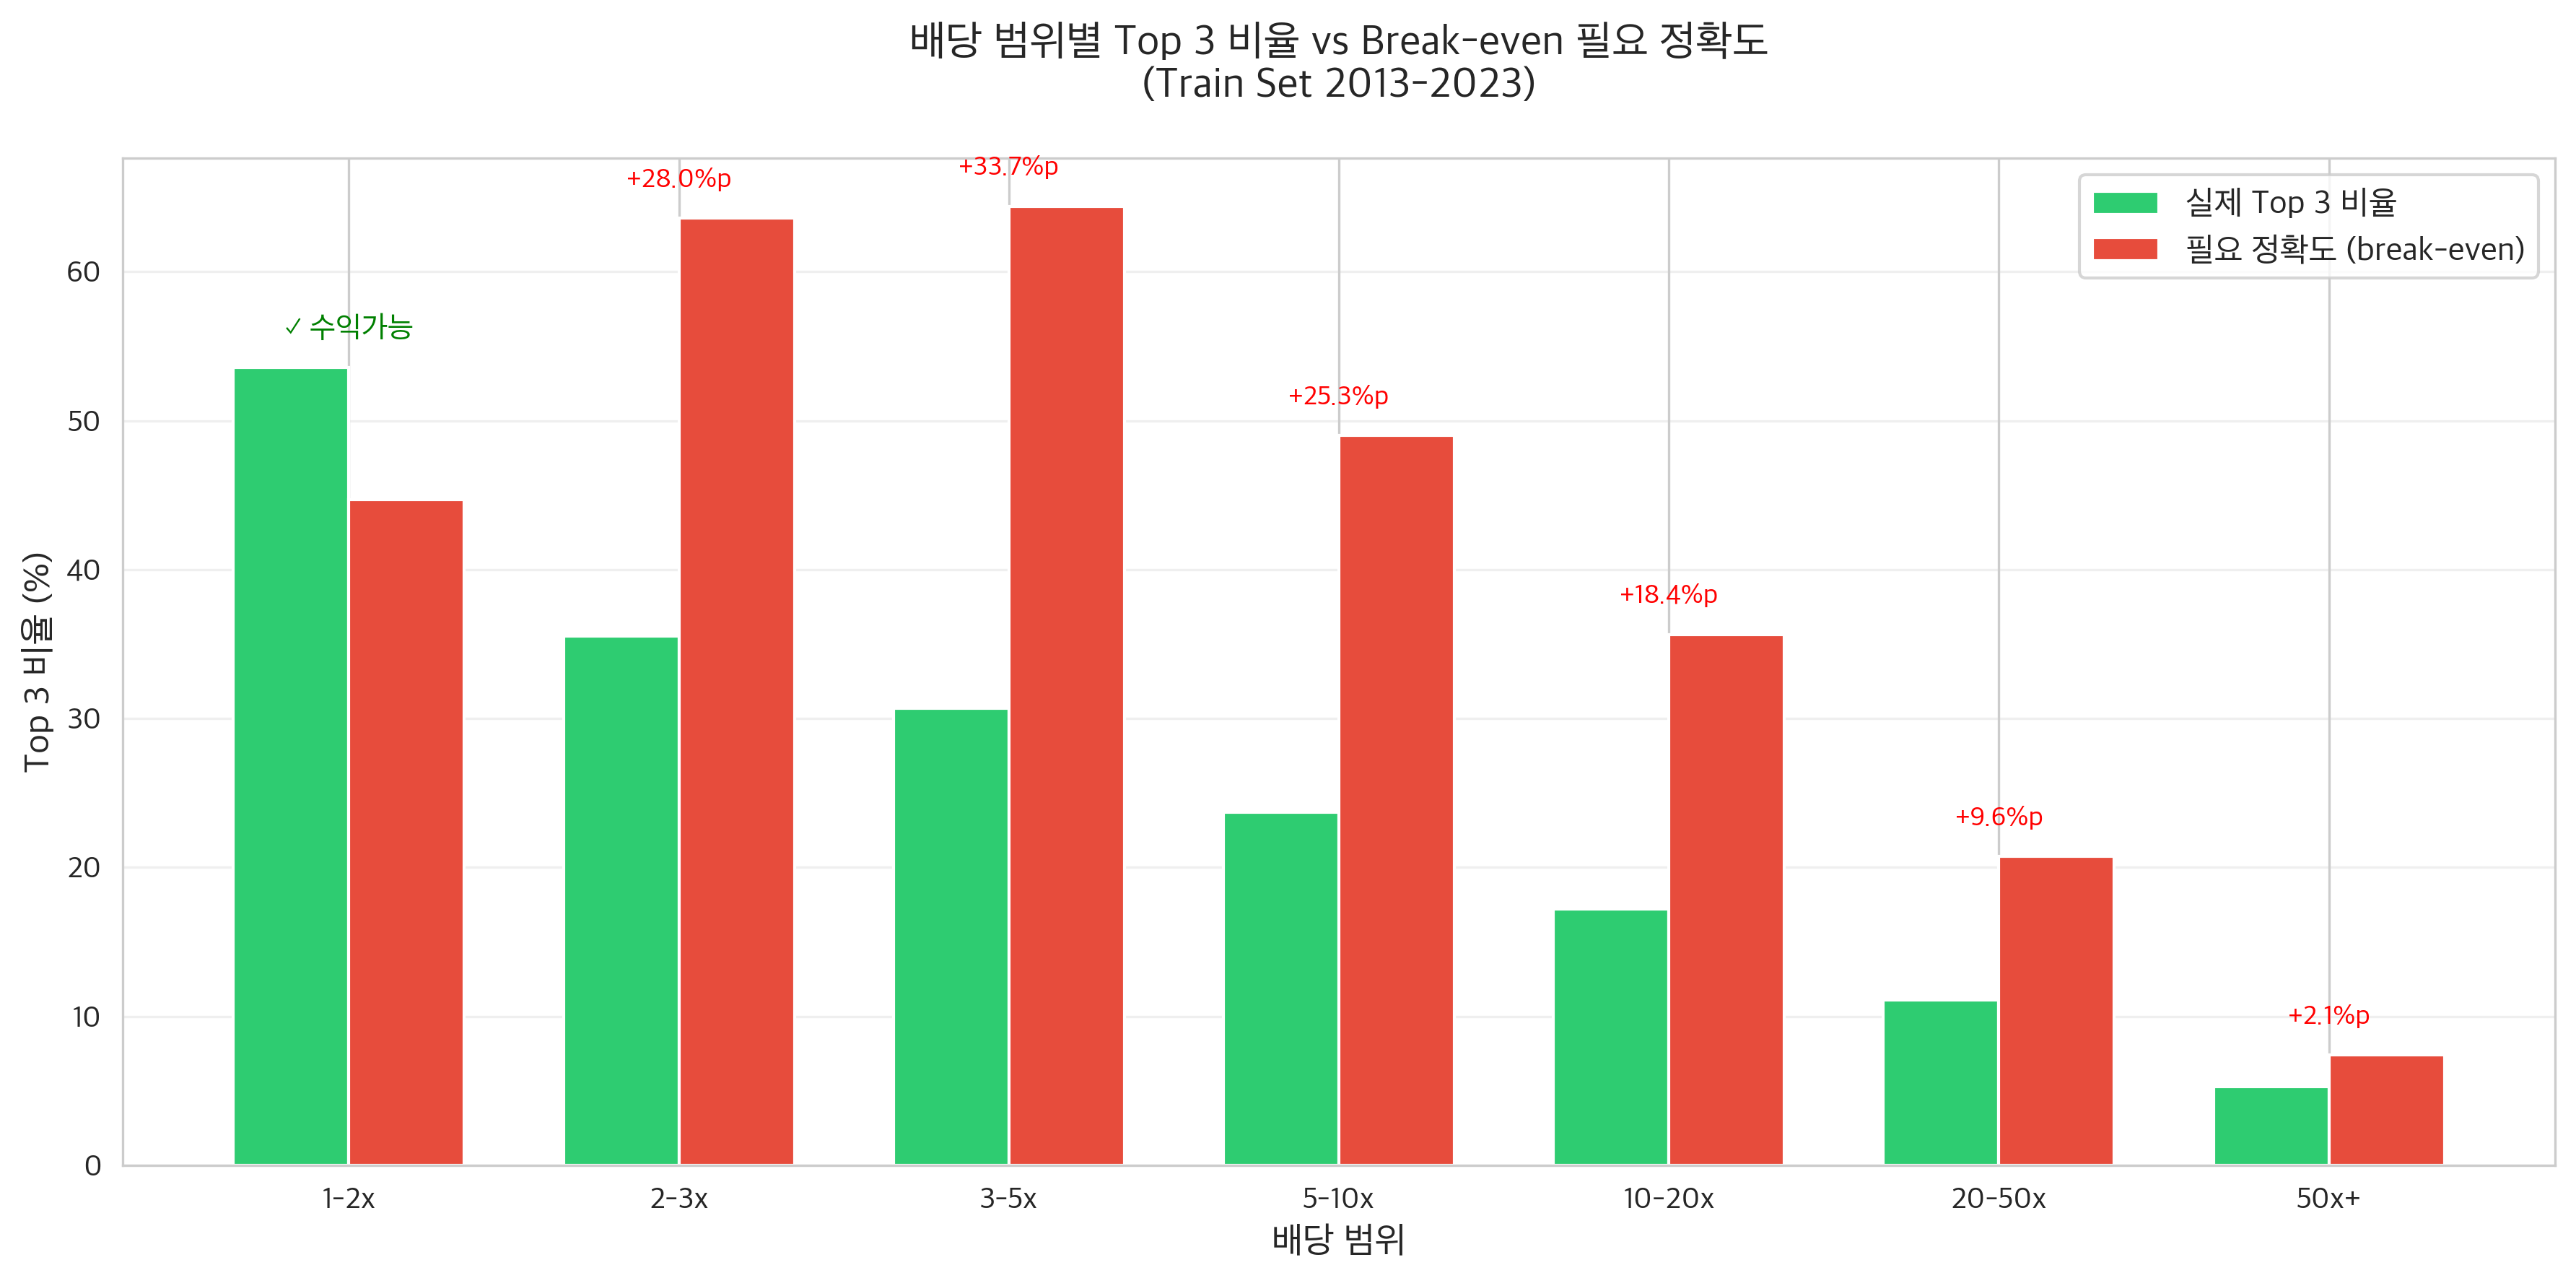 배당 범위별 Top 3 비율 vs Break-even 필요 정확도
(Train Set 2013-2023)
실제 Top 3 비율
필요 정확도 (break-even)
✓ 수익가능
+28.0%p
+33.7%p
+25.3%p
+18.4%p
+9.6%p
+2.1%p
Top 3 비율 (%)
60
50
40
30
20
10
0
1-2x
2-3x
3-5x
5-10x
10-20x
20-50x
50x+
배당 범위